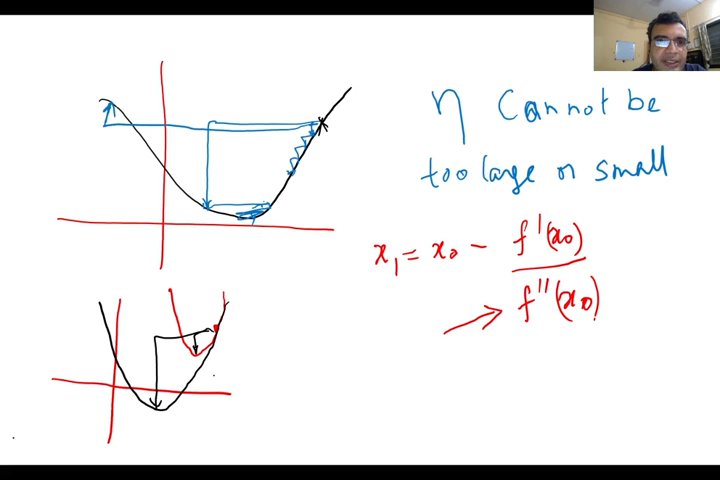 η Cannot be
too large or small
x₁ = x₀ - f'(x₀) / f''(x₀)